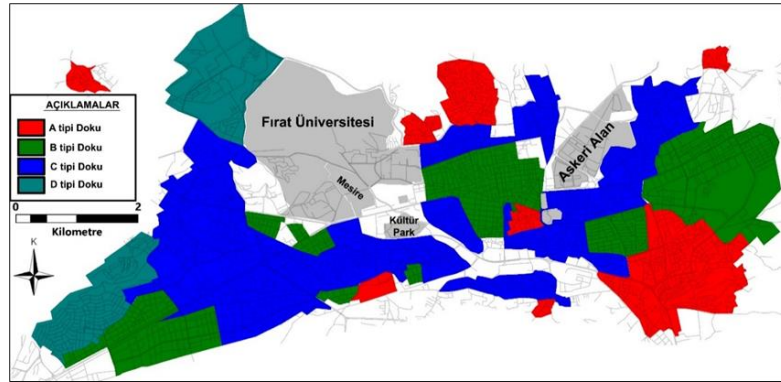 Fırat Üniversitesi
Askeri Alan
Mesire
Kültür
Park
AÇIKLAMALAR
A tipi Doku
B tipi Doku
C tipi Doku
D tipi Doku
0
2
Kilometre
K